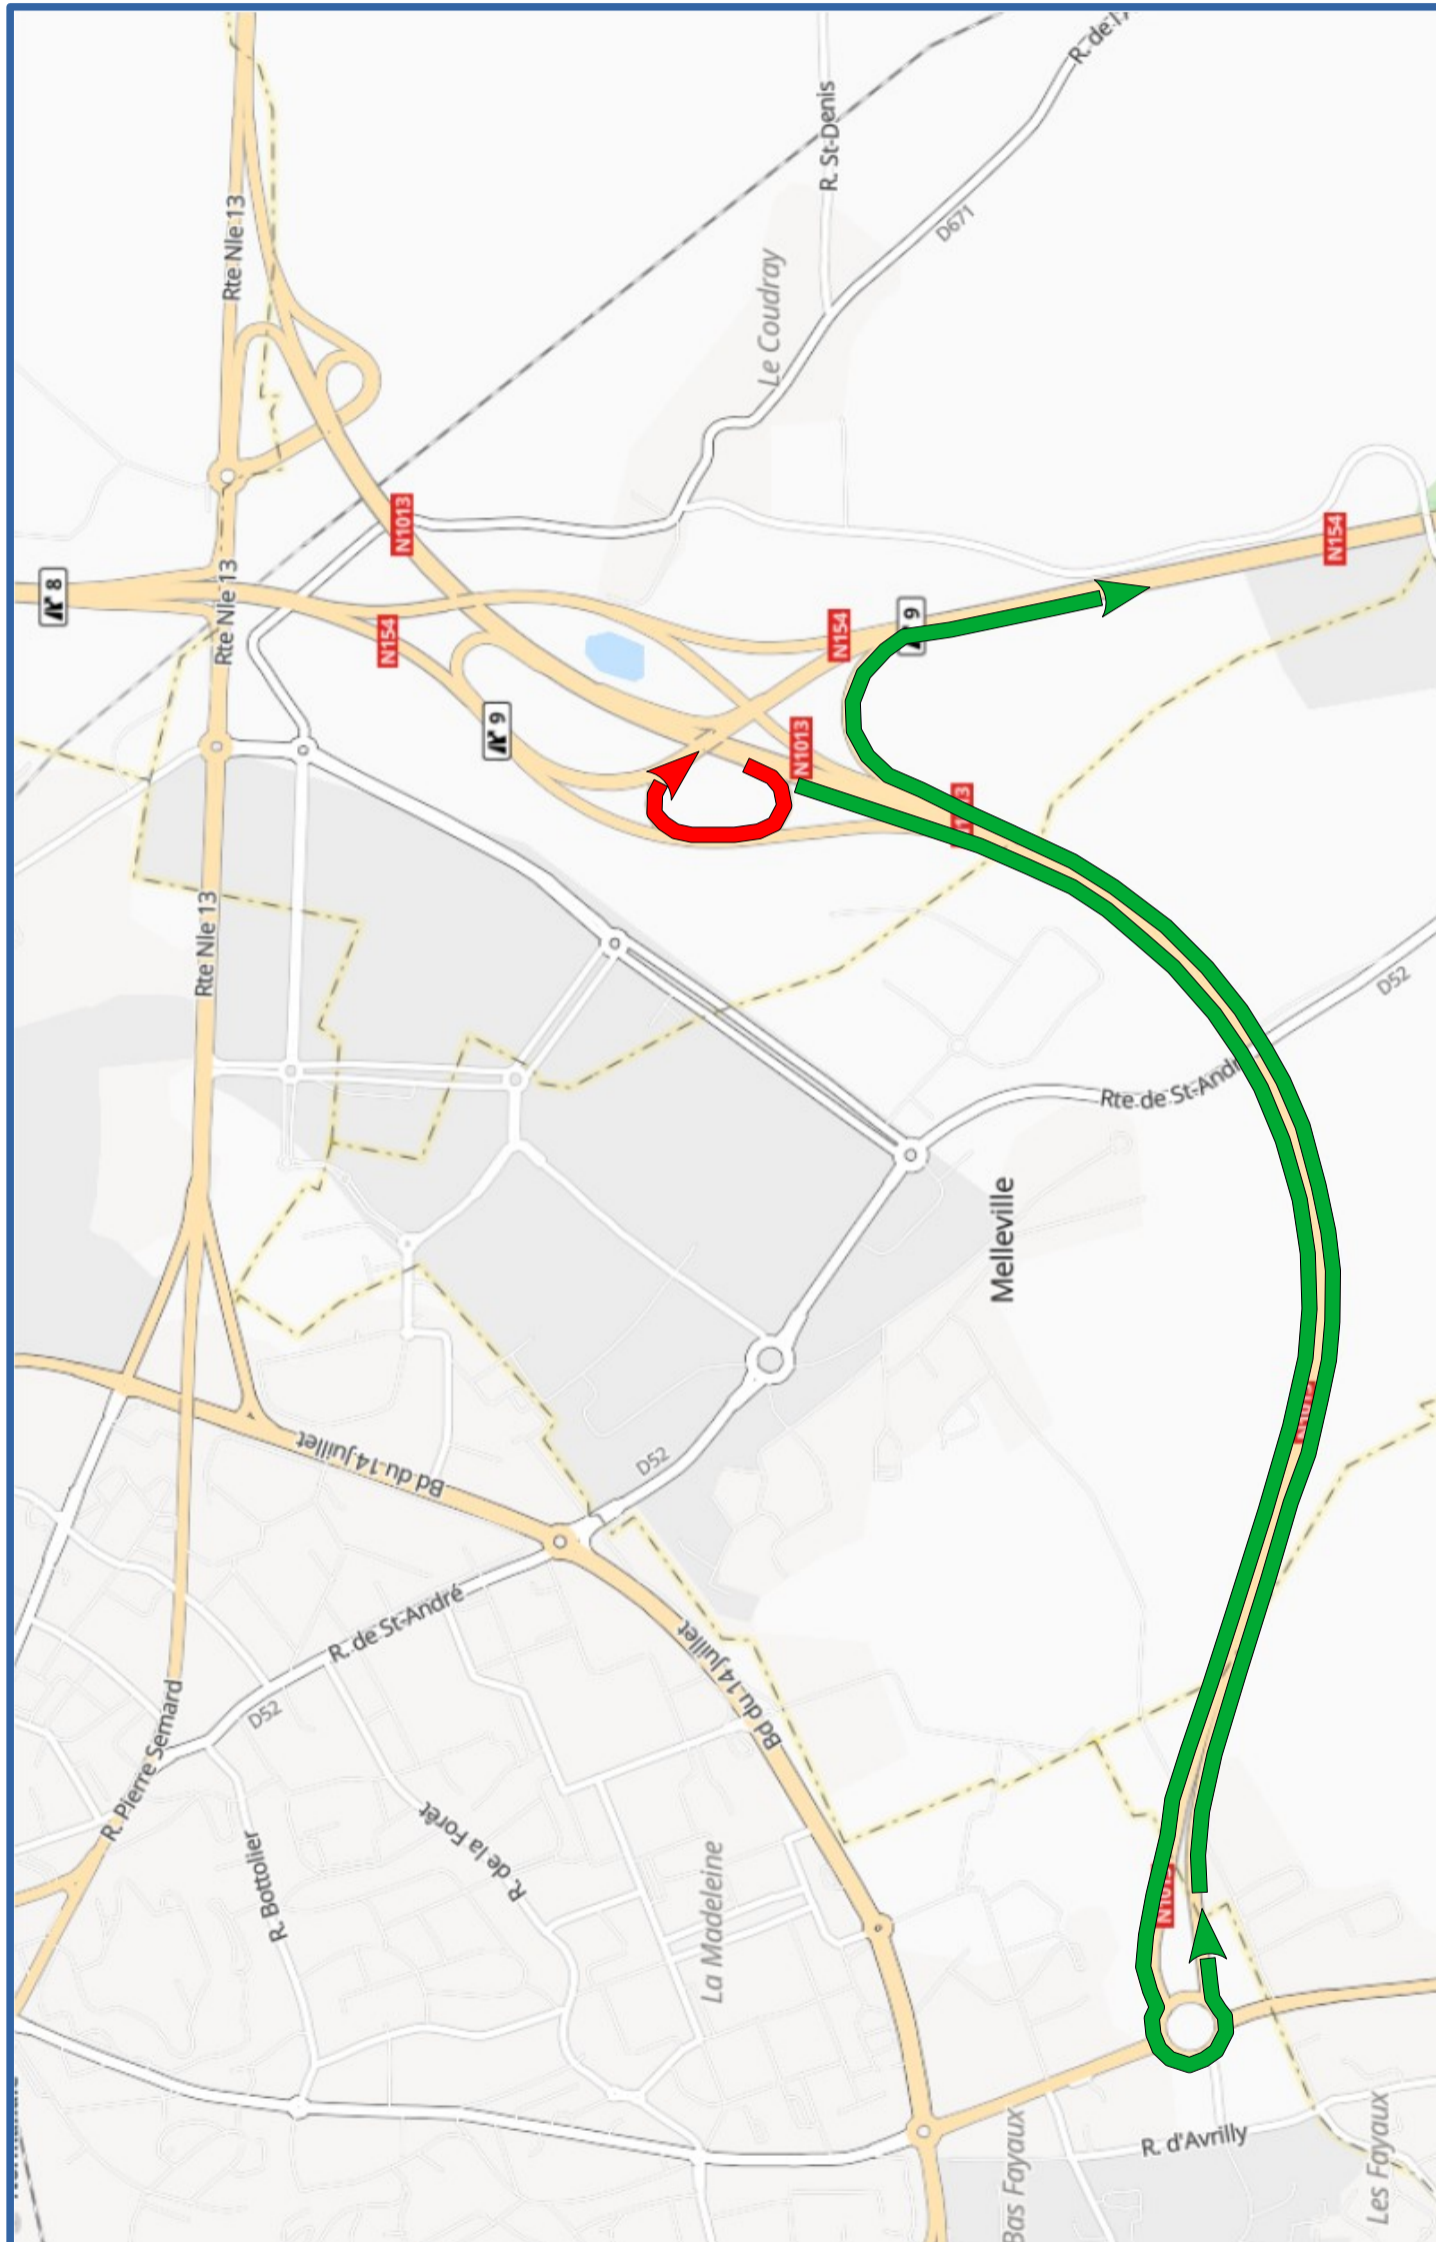 R. de l'A
R. St-Denis
D671
Rte Nle 13
Le Coudray
N1013
N154
8
Rte Nle 13
N154
N154
9
9
N1013
Rte Nle 13
D52
Rte de St-André
Melleville
Bd du 14 Juillet
D52
R. de St-André
Bd du 14 Juillet
D52
R. Pierre Semard
R. de la Forêt
R. Bottolier
La Madeleine
N1013
R. d'Avrilly
Bas Fayaux
Les Fayaux